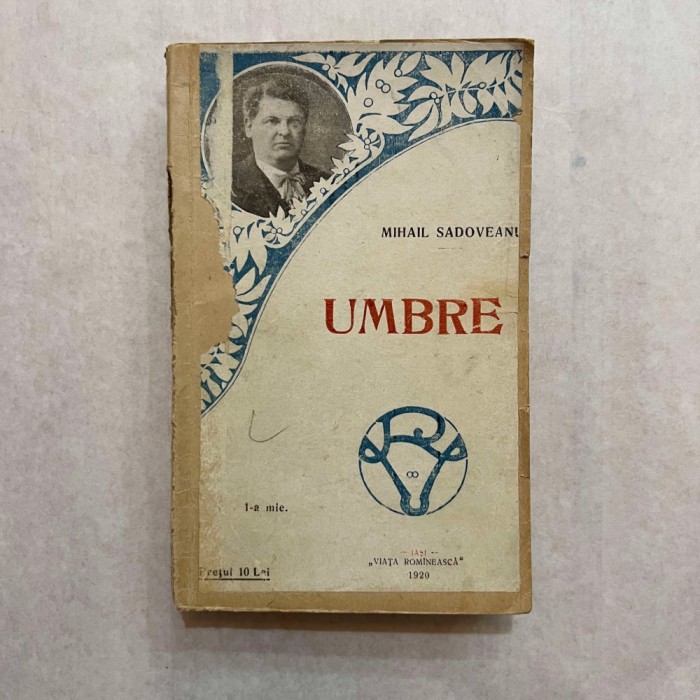 MIHAIL SADOVEANU
UMBRE
1-a mie.
Prețul 10 Lei
— IAȘI —
„VIAȚA ROMÎNEASCĂ"
1920